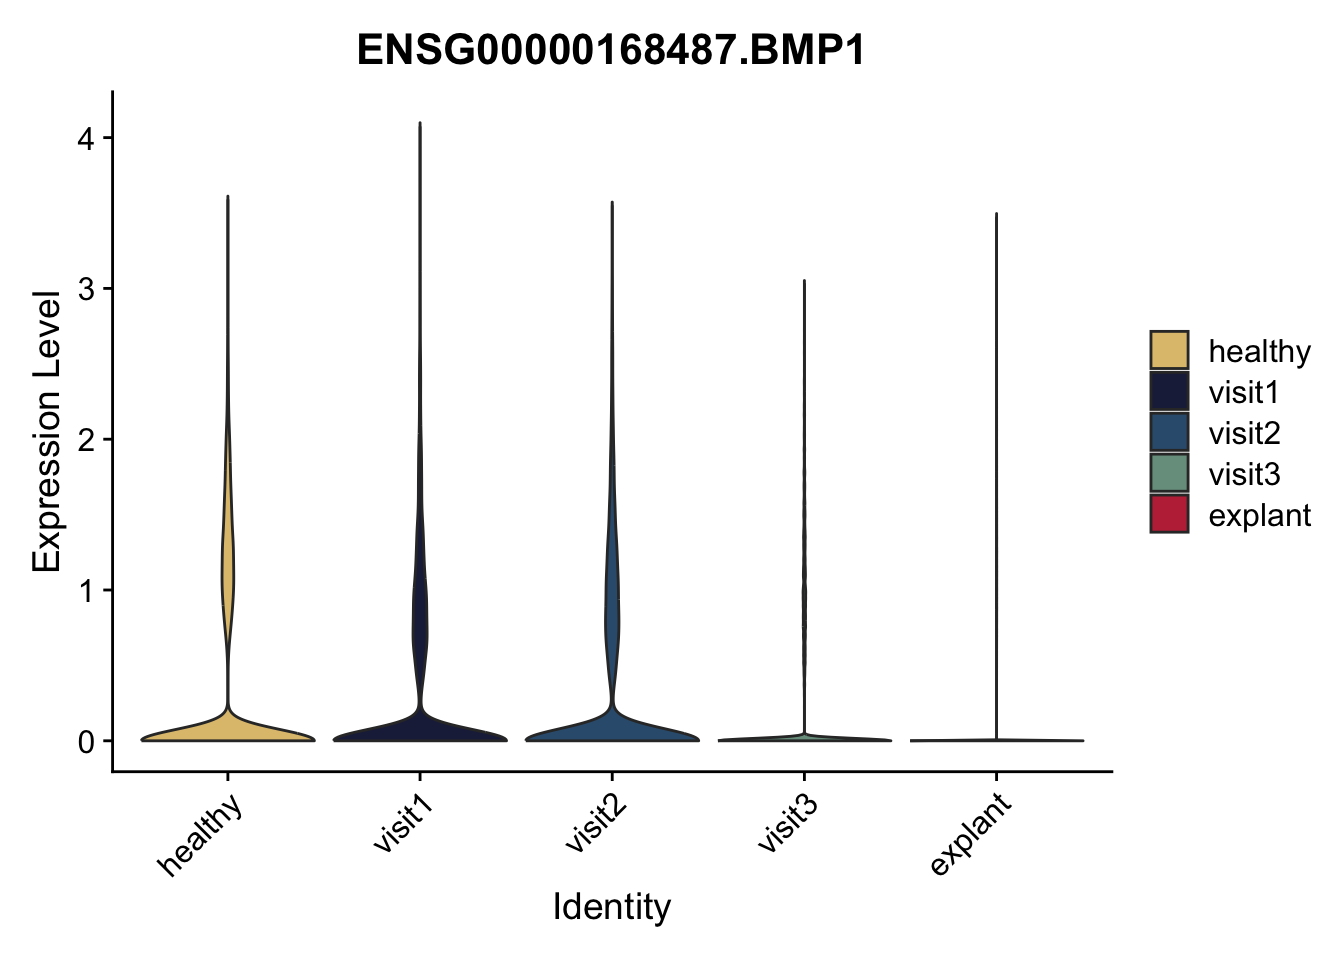 ENSG00000168487.BMP1
Expression Level
4
3
2
1
0
healthy
visit1
visit2
visit3
explant
Identity
healthy
visit1
visit2
visit3
explant